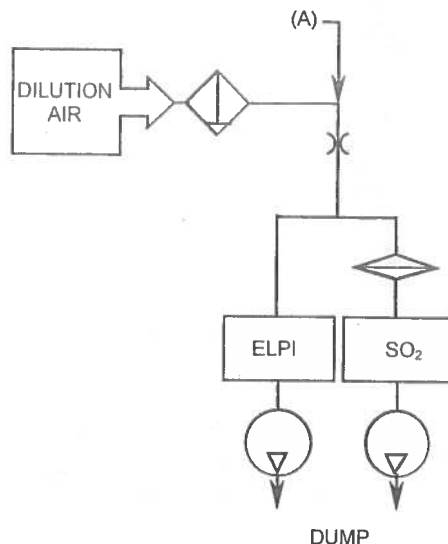 (A)
DILUTION
AIR
ELPI
SO₂
DUMP